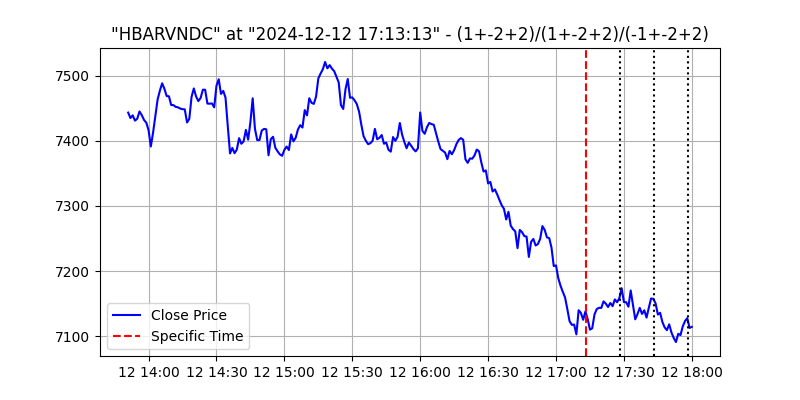 "HBARVNDC" at "2024-12-12 17:13:13" - (1+-2+2)/(1+-2+2)/(-1+-2+2)
7500
7400
7300
7200
7100
Close Price
Specific Time
12 14:00 12 14:30 12 15:00 12 15:30 12 16:00 12 16:30 12 17:00 12 17:30 12 18:00